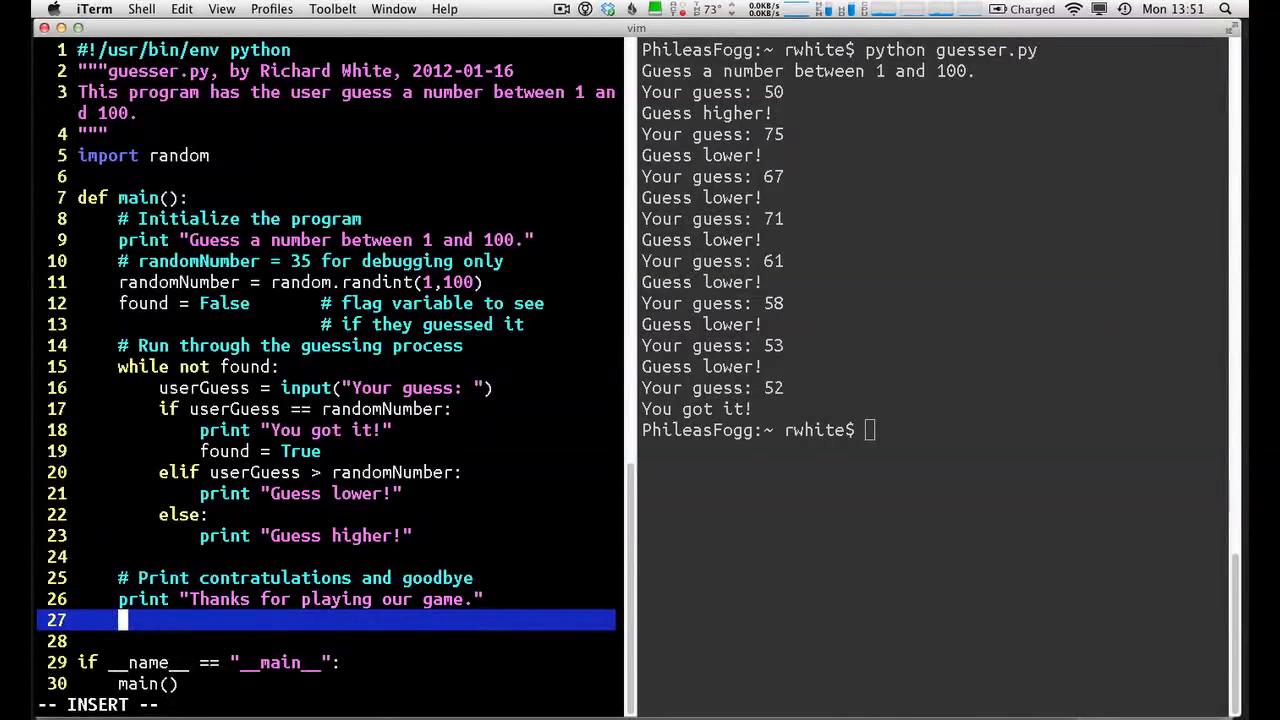 iTerm Shell Edit View Profiles Toolbelt Window Help 73° 0.0KB/s 0.0KB/s Charged Mon 13:51
vim
1 #!/usr/bin/env python
2 """guesser.py, by Richard White, 2012-01-16
3 This program has the user guess a number between 1 an
d 100.
4 """
5 import random
6
7 def main():
8 # Initialize the program
9 print "Guess a number between 1 and 100."
10 # randomNumber = 35 for debugging only
11 randomNumber = random.randint(1,100)
12 found = False # flag variable to see
13 # if they guessed it
14 # Run through the guessing process
15 while not found:
16 userGuess = input("Your guess: ")
17 if userGuess == randomNumber:
18 print "You got it!"
19 found = True
20 elif userGuess > randomNumber:
21 print "Guess lower!"
22 else:
23 print "Guess higher!"
24
25 # Print contratulations and goodbye
26 print "Thanks for playing our game."
27
28
29 if __name__ == "__main__":
30 main()
-- INSERT --
PhileasFogg:~ rwhite$ python guesser.py
Guess a number between 1 and 100.
Your guess: 50
Guess higher!
Your guess: 75
Guess lower!
Your guess: 67
Guess lower!
Your guess: 71
Guess lower!
Your guess: 61
Guess lower!
Your guess: 58
Guess lower!
Your guess: 53
Guess lower!
Your guess: 52
You got it!
PhileasFogg:~ rwhite$